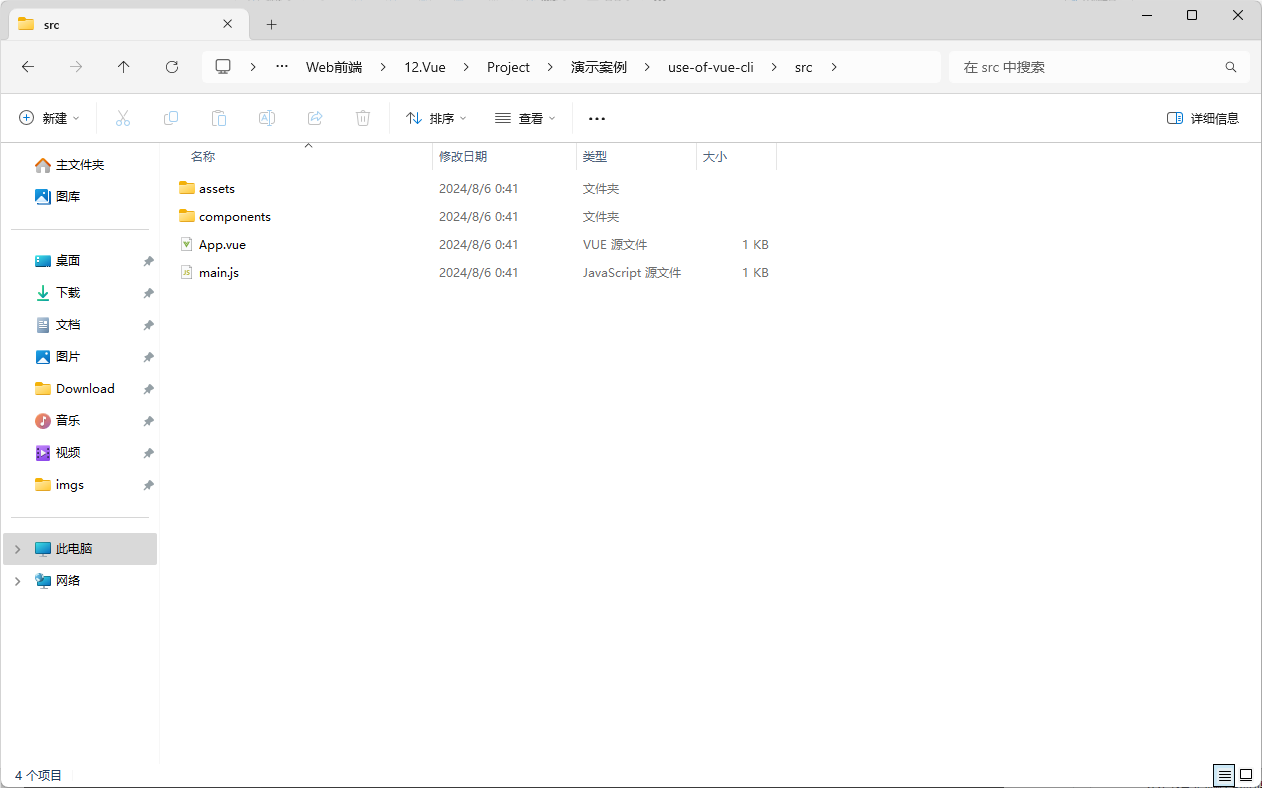 src
Web前端 12.Vue Project 演示案例 use-of-vue-cli src 在 src 中搜索
新建 排序 查看 详细信息
名称 修改日期 类型 大小
主文件夹
图库
桌面
下载
文档
图片
Download
音乐
视频
imgs
此电脑
网络
assets 2024/8/6 0:41 文件夹
components 2024/8/6 0:41 文件夹
App.vue 2024/8/6 0:41 VUE 源文件 1 KB
main.js 2024/8/6 0:41 JavaScript 源文件 1 KB
4 个项目